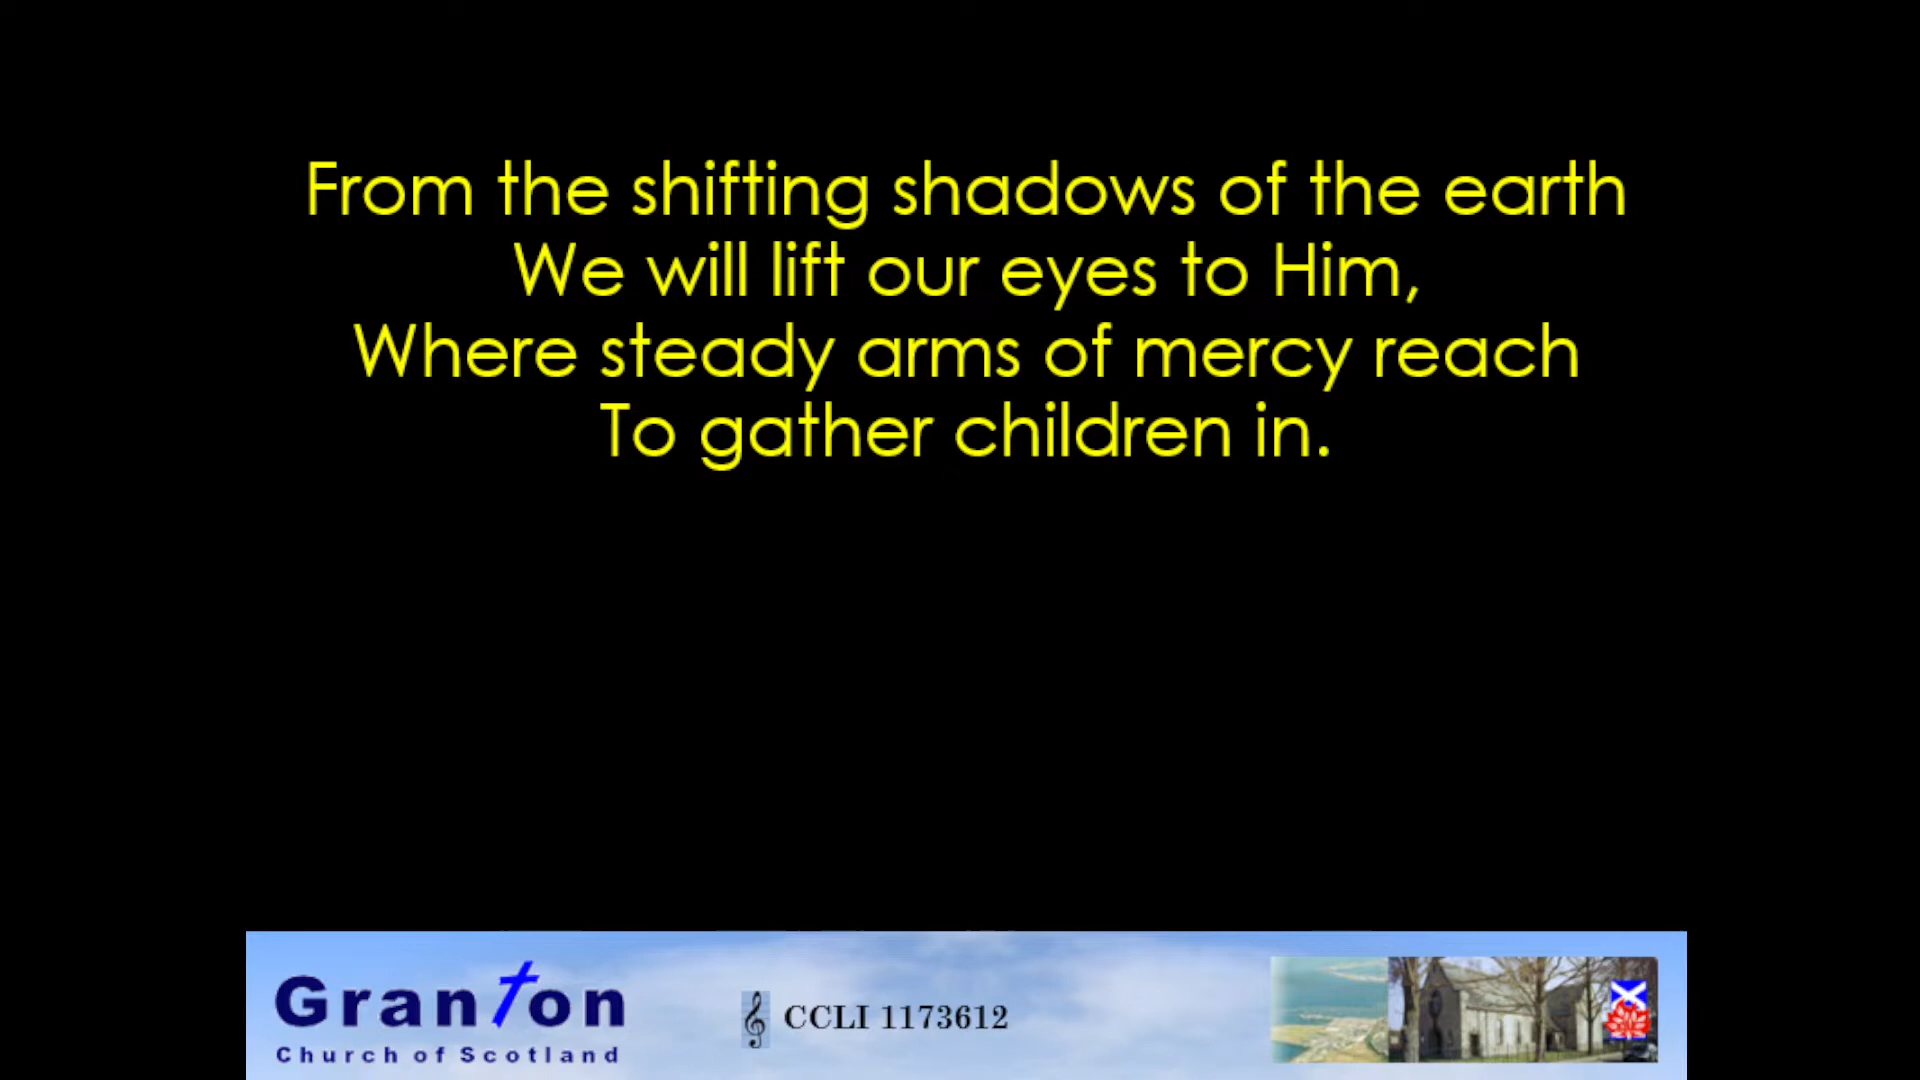 From the shifting shadows of the earth
We will lift our eyes to Him,
Where steady arms of mercy reach
To gather children in.
Granton
Church of Scotland
CCLI 1173612